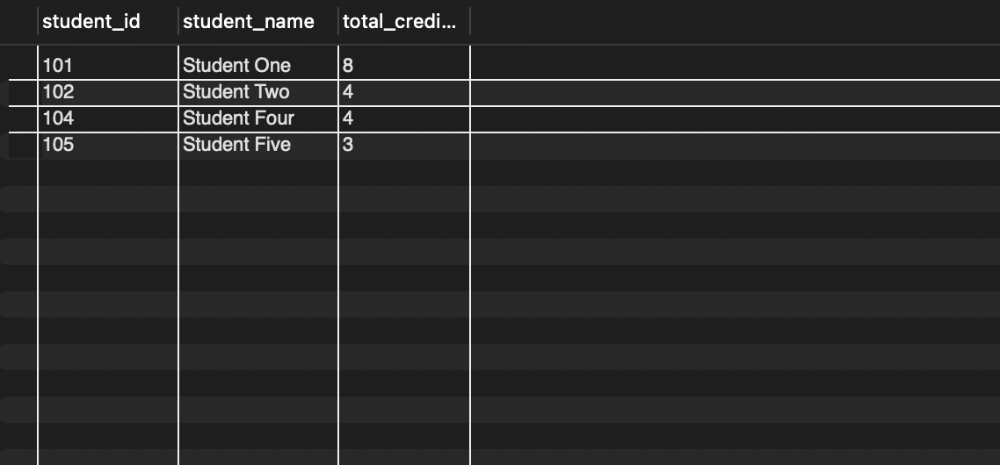 student_id student_name total_credi...
101 Student One 8
102 Student Two 4
104 Student Four 4
105 Student Five 3